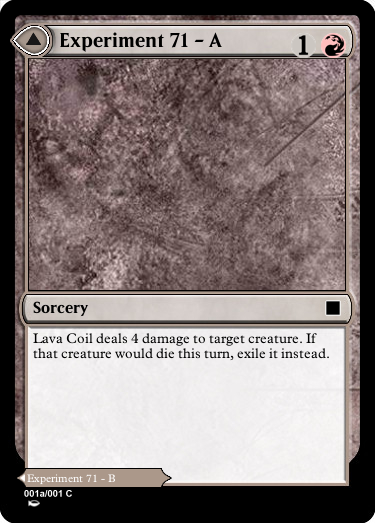 Experiment 71 – A
1
Sorcery
Lava Coil deals 4 damage to target creature. If
that creature would die this turn, exile it instead.
Experiment 71 - B
001a/001 C